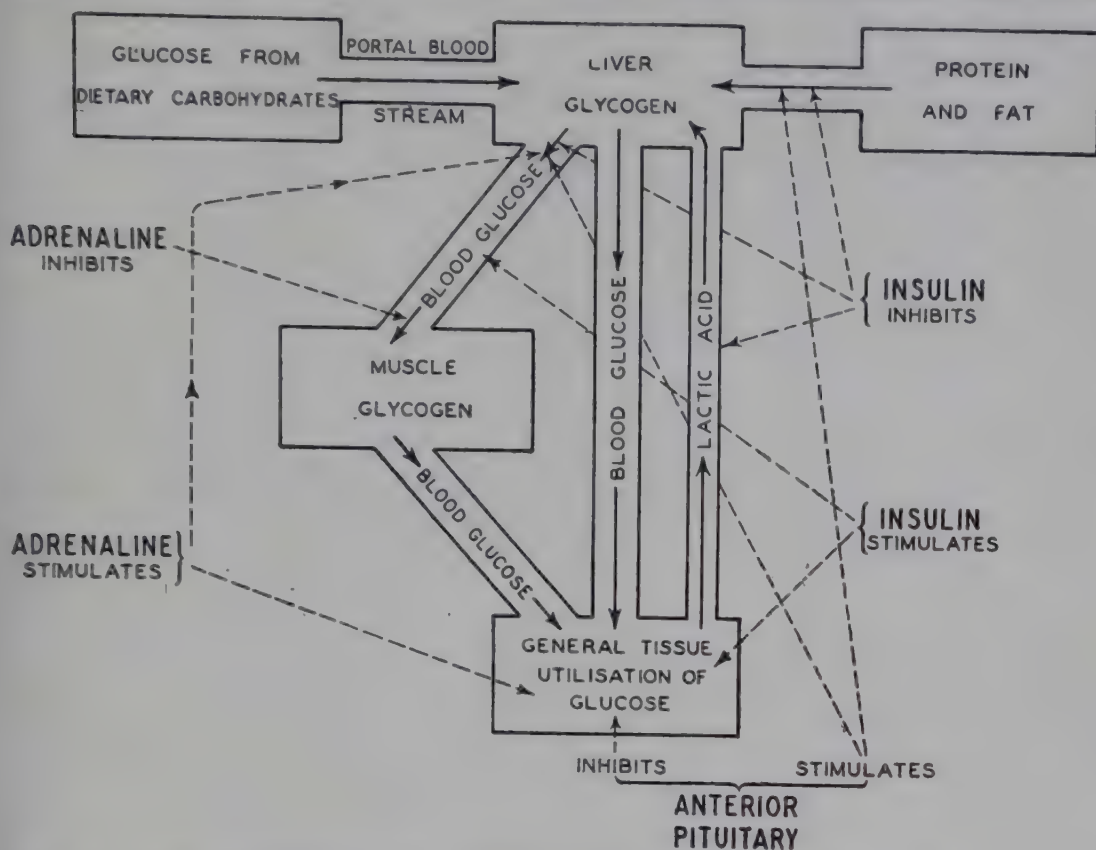 GLUCOSE FROM
DIETARY CARBOHYDRATES
PORTAL BLOOD
STREAM
LIVER
GLYCOGEN
PROTEIN
AND FAT
ADRENALINE
INHIBITS
BLOOD GLUCOSE
BLOOD GLUCOSE
LACTIC ACID
INSULIN
INHIBITS
MUSCLE
GLYCOGEN
BLOOD GLUCOSE
ADRENALINE
STIMULATES
INSULIN
STIMULATES
GENERAL TISSUE
UTILISATION OF
GLUCOSE
INHIBITS
STIMULATES
ANTERIOR
PITUITARY